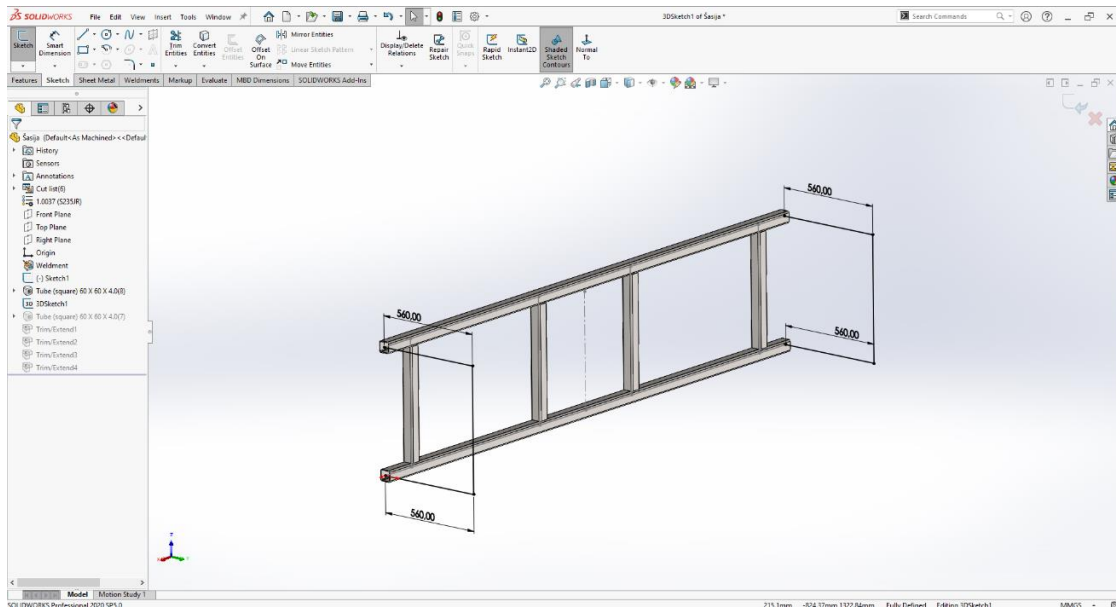 SOLIDWORKS File Edit View Insert Tools Window 3DSketch1 of Šasija * Search Commands
Sketch Smart Dimension Trim Entities Convert Entities Offset Entities Offset On Surface Mirror Entities Linear Sketch Pattern Move Entities Display/Delete Relations Repair Sketch Quick Snaps Rapid Sketch Instant2D Shaded Sketch Contours Normal To
Features Sketch Sheet Metal Weldments Markup Evaluate MBD Dimensions SOLIDWORKS Add-Ins
Šasija (Default<As Machined><<Defaul
History
Sensors
Annotations
Cut list(6)
1.0037 (S235JR)
Front Plane
Top Plane
Right Plane
Origin
Weldment
(-) Sketch1
Tube (square) 60 X 60 X 4.0(8)
3D 3DSketch1
Tube (square) 60 X 60 X 4.0(7)
Trim/Extend1
Trim/Extend2
Trim/Extend3
Trim/Extend4
560,00
560,00
560,00
560,00
Model Motion Study 1
SOLIDWORKS Professional 2020 SP5.0 Fully Defined Editing 3DSketch1 MMGS